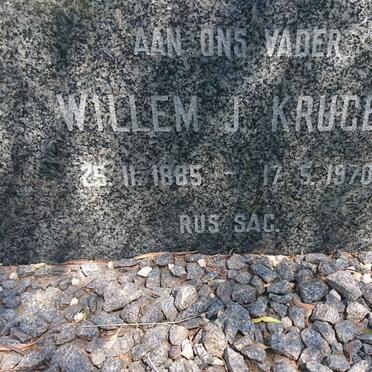 AAN ONS VADER
WILLEM J. KRUGE
25.11.1885 - 17.5.1970
RUS SAG.